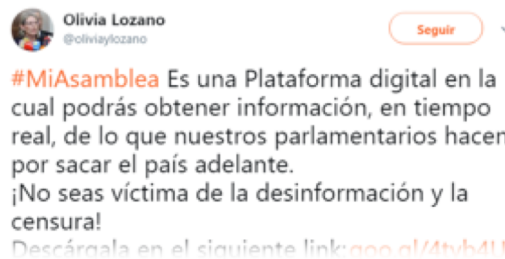 Olivia Lozano
@oliviaylozano
Seguir
#MiAsamblea Es una Plataforma digital en la
cual podrás obtener información, en tiempo
real, de lo que nuestros parlamentarios hacen
por sacar el país adelante.
¡No seas víctima de la desinformación y la
censura!
Descárgala en el siguiente link: